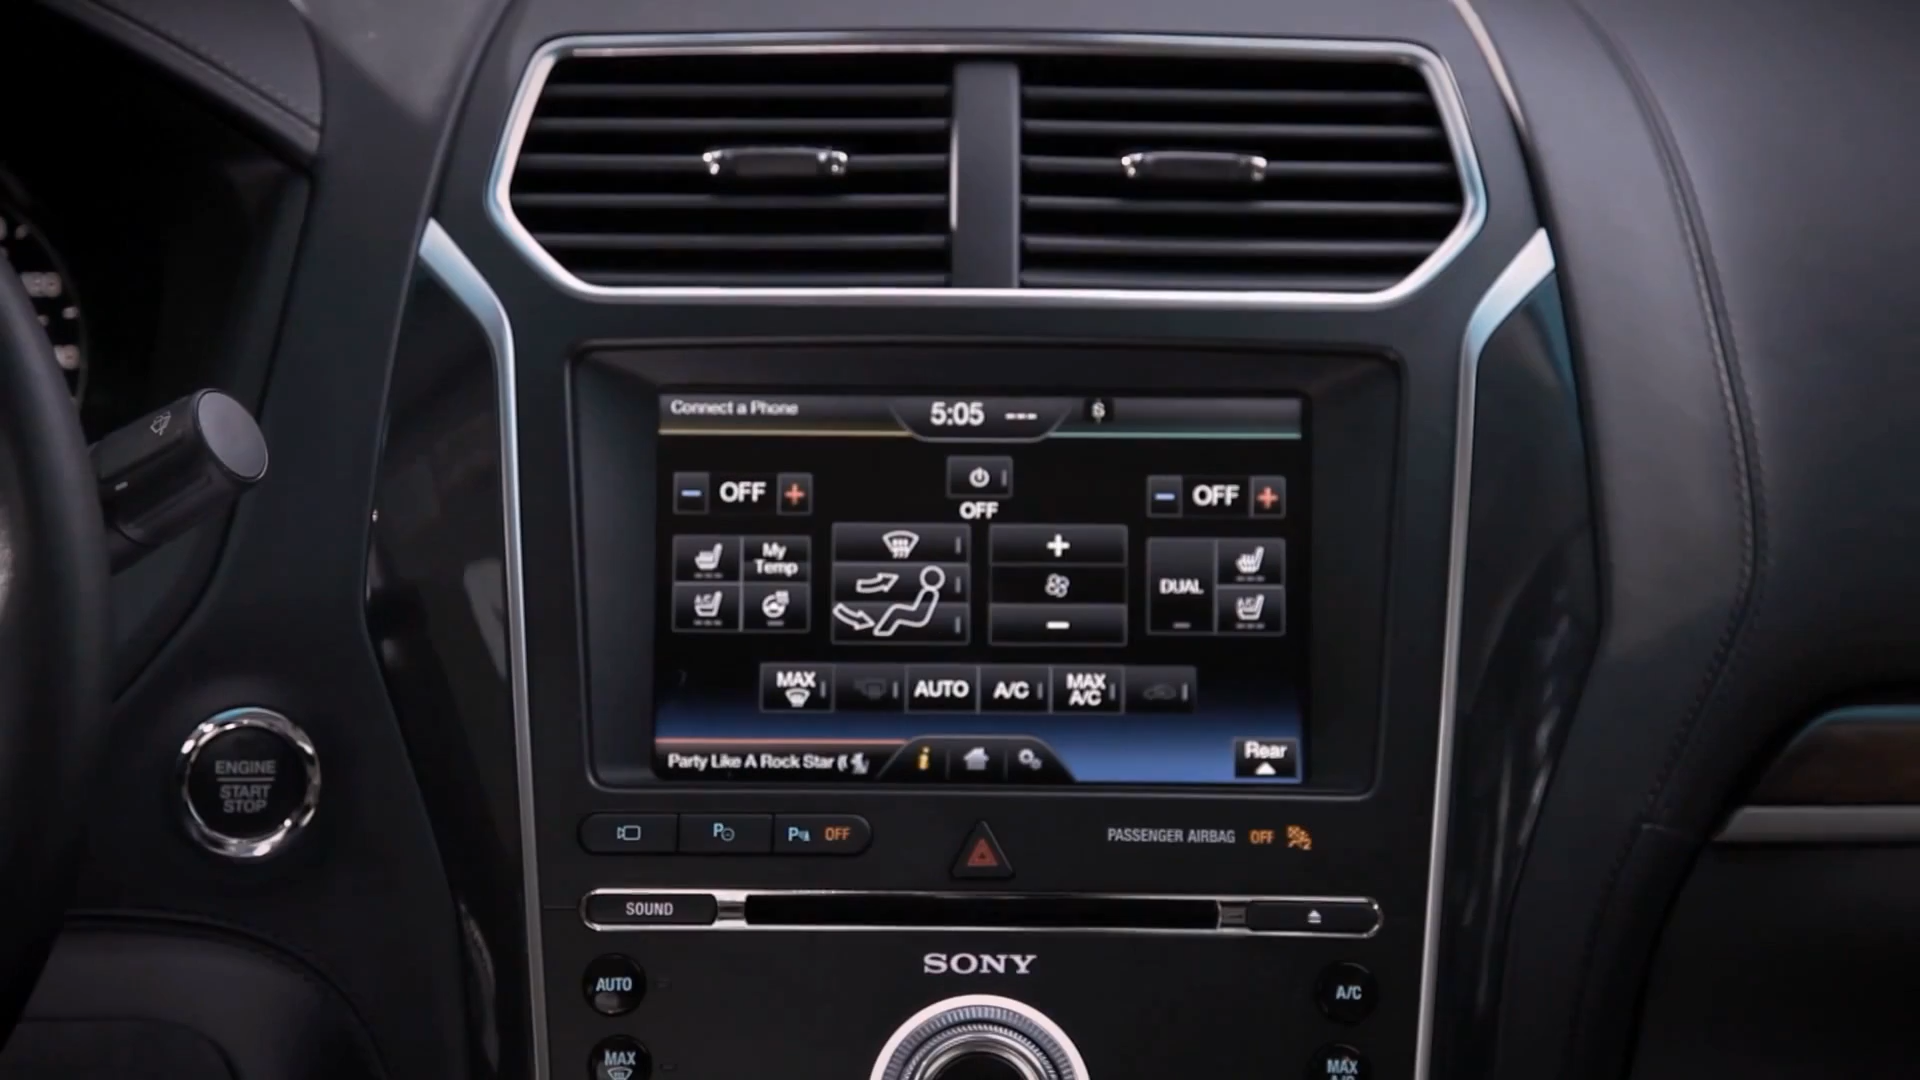 Connect a Phone
5:05 ---
OFF
OFF
OFF
My
Temp
A/C
DUAL
A/C
MAX
AUTO
A/C
MAX
A/C
Party Like A Rock Star (
i
Rear
ENGINE
START
STOP
P
P OFF
PASSENGER AIRBAG OFF
2
SOUND
SONY
AUTO
A/C
MAX
MAX